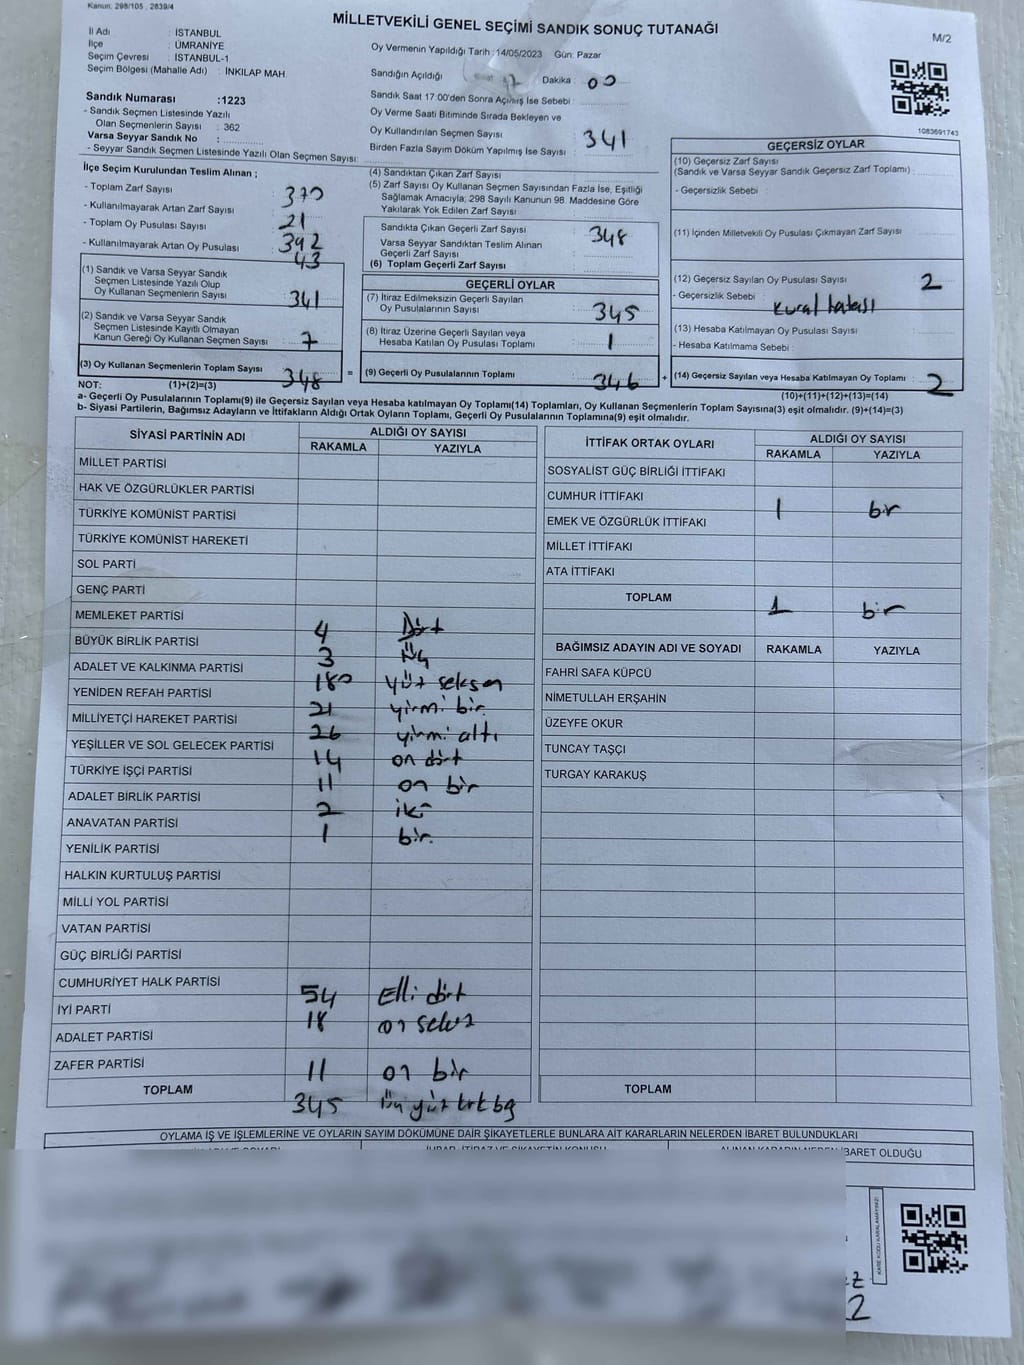 Kanun: 298/105 , 2839/4
MİLLETVEKİLİ GENEL SEÇİMİ SANDIK SONUÇ TUTANAĞI
M/2
İl Adı : İSTANBUL
İlçe : ÜMRANİYE
Seçim Çevresi : İSTANBUL-1
Seçim Bölgesi (Mahalle Adı) : İNKILAP MAH.
Sandık Numarası :1223
- Sandık Seçmen Listesinde Yazılı
Olan Seçmenlerin Sayısı : 362
Varsa Seyyar Sandık No :
- Seyyar Sandık Seçmen Listesinde Yazılı Olan Seçmen Sayısı:
Oy Vermenin Yapıldığı Tarih :14/05/2023 Gün: Pazar
Sandığın Açıldığı 17 Dakika : 00
Sandık Saat 17.00'den Sonra Açılmış İse Sebebi :
Oy Verme Saati Bitiminde Sırada Bekleyen ve
Oy Kullandırılan Seçmen Sayısı : 341
Birden Fazla Sayım Döküm Yapılmış İse Sayısı :
1083691743
İlçe Seçim Kurulundan Teslim Alınan ;
- Toplam Zarf Sayısı : 370
- Kullanılmayarak Artan Zarf Sayısı : 21
- Toplam Oy Pusulası Sayısı : 392
- Kullanılmayarak Artan Oy Pusulası : 43
(1) Sandık ve Varsa Seyyar Sandık
Seçmen Listesinde Yazılı Olup
Oy Kullanan Seçmenlerin Sayısı : 341
(2) Sandık ve Varsa Seyyar Sandık
Seçmen Listesinde Kayıtlı Olmayan
Kanun Gereği Oy Kullanan Seçmen Sayısı : 7
(3) Oy Kullanan Seçmenlerin Toplam Sayısı : 348 =
(4) Sandıktan Çıkan Zarf Sayısı :
(5) Zarf Sayısı Oy Kullanan Seçmen Sayısından Fazla İse, Eşitliği
Sağlamak Amacıyla; 298 Sayılı Kanunun 98. Maddesine Göre
Yakılarak Yok Edilen Zarf Sayısı :
Sandıkta Çıkan Geçerli Zarf Sayısı : 348
Varsa Seyyar Sandıktan Teslim Alınan
Geçerli Zarf Sayısı :
(6) Toplam Geçerli Zarf Sayısı :
GEÇERLİ OYLAR
(7) İtiraz Edilmeksizin Geçerli Sayılan
Oy Pusulalarının Sayısı : 345
(8) İtiraz Üzerine Geçerli Sayılan veya
Hesaba Katılan Oy Pusulası Toplamı : 1
(9) Geçerli Oy Pusulalarının Toplamı : 346 +
GEÇERSİZ OYLAR
(10) Geçersiz Zarf Sayısı
(Sandık ve Varsa Seyyar Sandık Geçersiz Zarf Toplamı) :
- Geçersizlik Sebebi :
(11) İçinden Milletvekili Oy Pusulası Çıkmayan Zarf Sayısı :
(12) Geçersiz Sayılan Oy Pusulası Sayısı : 2
- Geçersizlik Sebebi : kural hatası
(13) Hesaba Katılmayan Oy Pusulası Sayısı :
- Hesaba Katılmama Sebebi :
(14) Geçersiz Sayılan veya Hesaba Katılmayan Oy Toplamı : 2
NOT: (1)+(2)=(3)
(10)+(11)+(12)+(13)=(14)
a- Geçerli Oy Pusulalarının Toplamı(9) ile Geçersiz Sayılan veya Hesaba Katılmayan Oy Toplamı(14) Toplamları, Oy Kullanan Seçmenlerin Toplam Sayısına(3) eşit olmalıdır. (9)+(14)=(3)
b- Siyasi Partilerin, Bağımsız Adayların ve İttifakların Aldığı Ortak Oyların Toplamı, Geçerli Oy Pusulalarının Toplamına(9) eşit olmalıdır.
SİYASİ PARTİNİN ADI ALDIĞI OY SAYISI
RAKAMLA YAZIYLA
MİLLET PARTİSİ
HAK VE ÖZGÜRLÜKLER PARTİSİ
TÜRKİYE KOMÜNİST PARTİSİ
TÜRKİYE KOMÜNİST HAREKETİ
SOL PARTİ
GENÇ PARTİ
MEMLEKET PARTİSİ 4 Dört
BÜYÜK BİRLİK PARTİSİ 3 Üç
ADALET VE KALKINMA PARTİSİ 180 yüz seksen
YENİDEN REFAH PARTİSİ 21 yirmi bir
MİLLİYETÇİ HAREKET PARTİSİ 26 yirmi altı
YEŞİLLER VE SOL GELECEK PARTİSİ 14 on dört
TÜRKİYE İŞÇİ PARTİSİ 11 on bir
ADALET BİRLİK PARTİSİ 2 iki
ANAVATAN PARTİSİ 1 bir.
YENİLİK PARTİSİ
HALKIN KURTULUŞ PARTİSİ
MİLLİ YOL PARTİSİ
VATAN PARTİSİ
GÜÇ BİRLİĞİ PARTİSİ
CUMHURİYET HALK PARTİSİ 54 Elli dört
İYİ PARTİ 18 on sekiz
ADALET PARTİSİ
ZAFER PARTİSİ 11 on bir
TOPLAM 345 üç yüz kırk beş
İTTİFAK ORTAK OYLARI ALDIĞI OY SAYISI
RAKAMLA YAZIYLA
SOSYALİST GÜÇ BİRLİĞİ İTTİFAKI
CUMHUR İTTİFAKI 1 bir
EMEK VE ÖZGÜRLÜK İTTİFAKI
MİLLET İTTİFAKI
ATA İTTİFAKI
TOPLAM 1 bir
BAĞIMSIZ ADAYIN ADI VE SOYADI RAKAMLA YAZIYLA
FAHRİ SAFA KÜPCÜ
NİMETULLAH ERŞAHİN
ÜZEYFE OKUR
TUNCAY TAŞÇI
TURGAY KARAKUŞ
TOPLAM
OYLAMA İŞ VE İŞLEMLERİNE VE OYLARIN SAYIM DÖKÜMÜNE DAİR ŞİKAYETLERLE BUNLARA AİT KARARLARIN NELERDEN İBARET BULUNDUKLARI
ALINAN KARARIN NEDEN İBARET OLDUĞU
KARE KODU KARALAMAYINIZ!